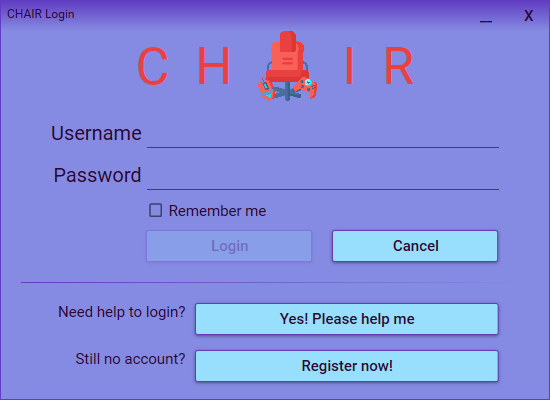 CHAIR Login _ X
CH IR
Username
Password
Remember me
Login Cancel
Need help to login? Yes! Please help me
Still no account? Register now!